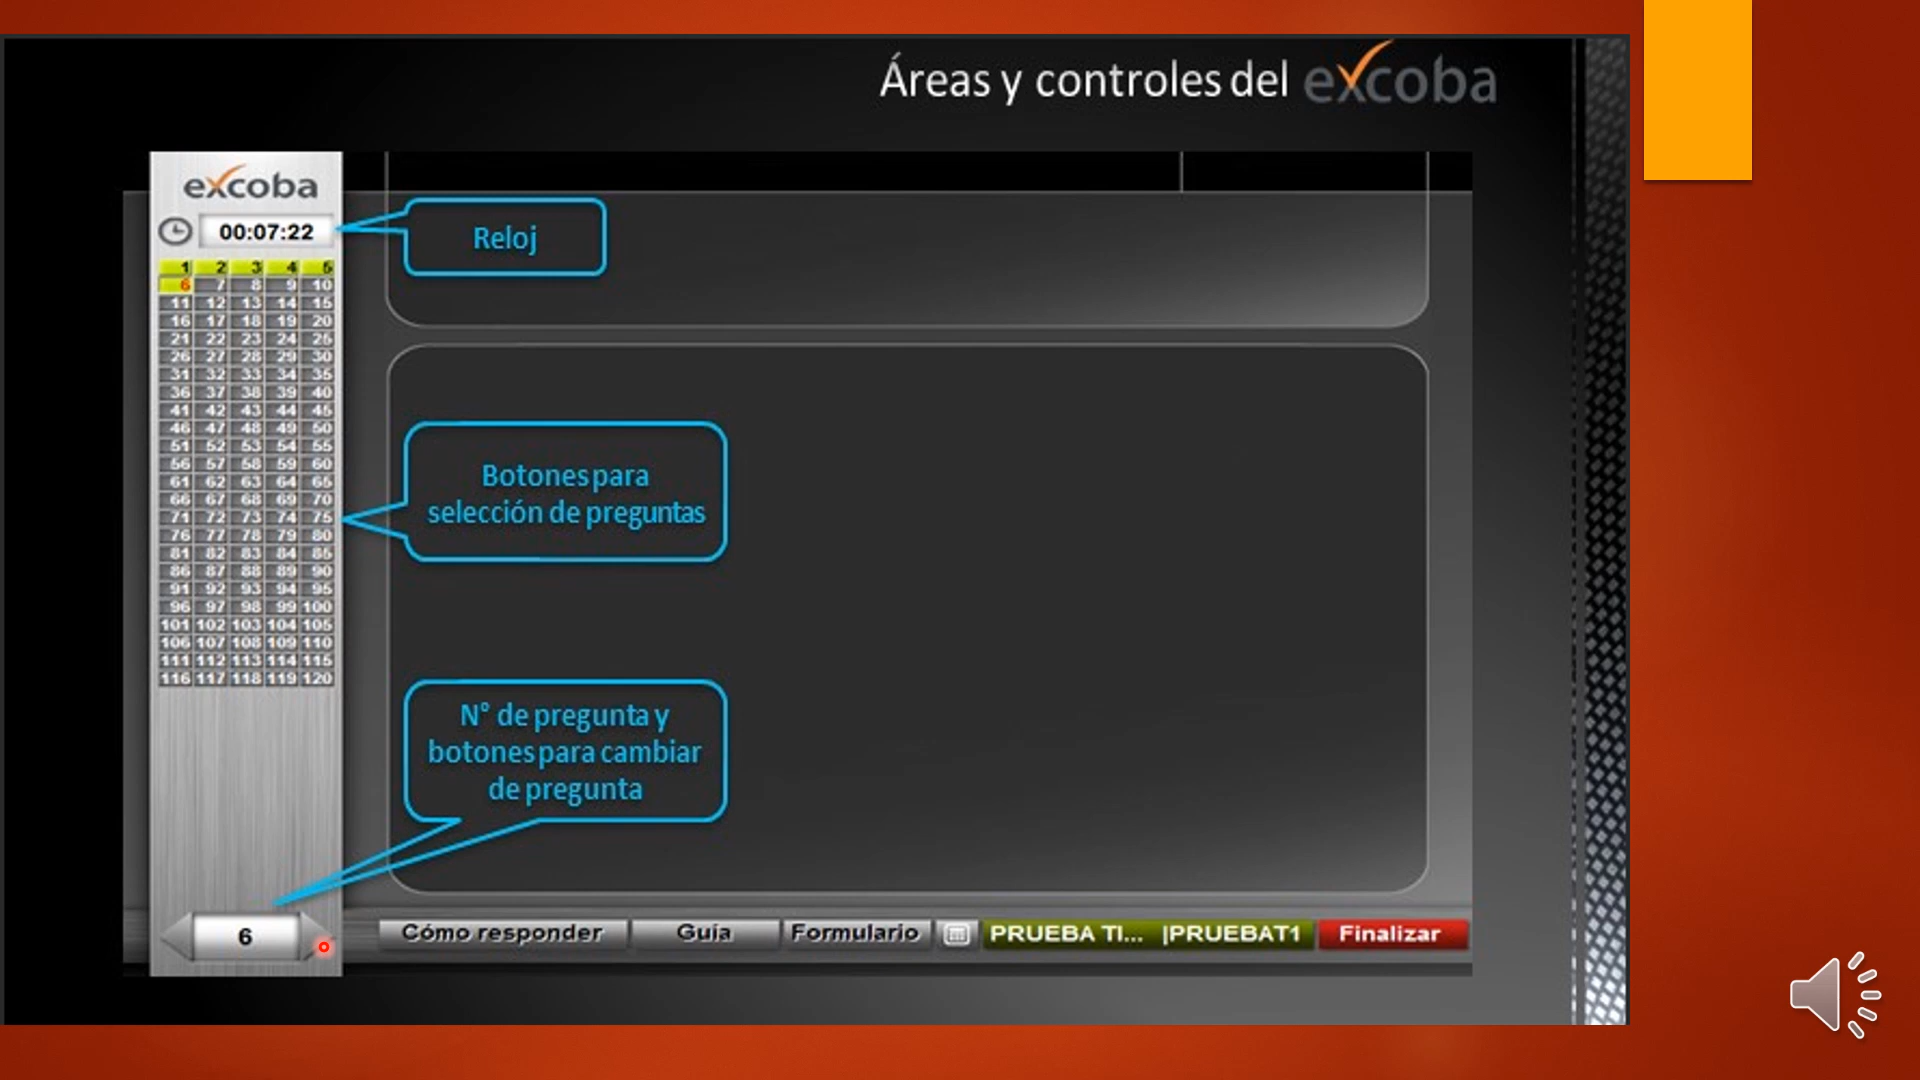 Áreas y controles del excoba
excoba
00:07:22
Reloj
1 2 3 4 5
6 7 8 9 10
11 12 13 14 15
16 17 18 19 20
21 22 23 24 25
26 27 28 29 30
31 32 33 34 35
36 37 38 39 40
41 42 43 44 45
46 47 48 49 50
51 52 53 54 55
56 57 58 59 60
61 62 63 64 65
66 67 68 69 70
71 72 73 74 75
76 77 78 79 80
81 82 83 84 85
86 87 88 89 90
91 92 93 94 95
96 97 98 99 100
101 102 103 104 105
106 107 108 109 110
111 112 113 114 115
116 117 118 119 120
Botones para
selección de preguntas
N° de pregunta y
botones para cambiar
de pregunta
6
Cómo responder Guía Formulario PRUEBA TI... |PRUEBAT1 Finalizar